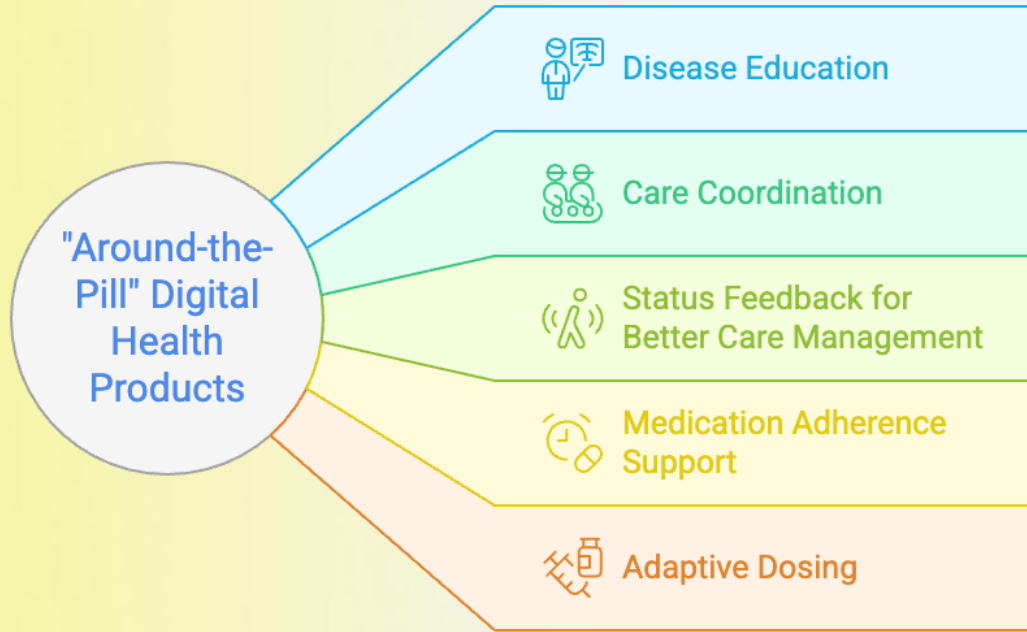 "Around-the-
Pill" Digital
Health
Products
Disease Education
Care Coordination
Status Feedback for
Better Care Management
Medication Adherence
Support
Adaptive Dosing